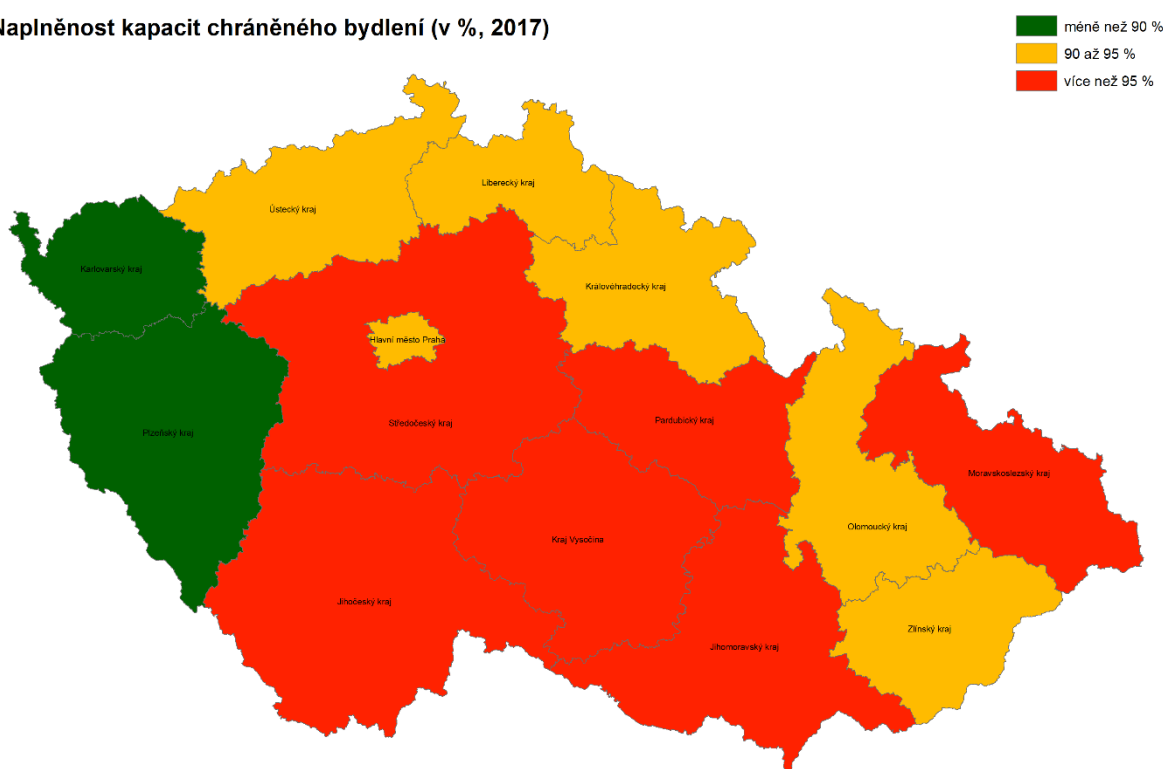 Naplněnost kapacit chráněného bydlení (v %, 2017)
méně než 90 %
90 až 95 %
více než 95 %
Liberecký kraj
Ústecký kraj
Karlovarský kraj
Královéhradecký kraj
Hlavní město Praha
Středočeský kraj
Pardubický kraj
Plzeňský kraj
Moravskoslezský kraj
Olomoucký kraj
Kraj Vysočina
Jihočeský kraj
Zlínský kraj
Jihomoravský kraj